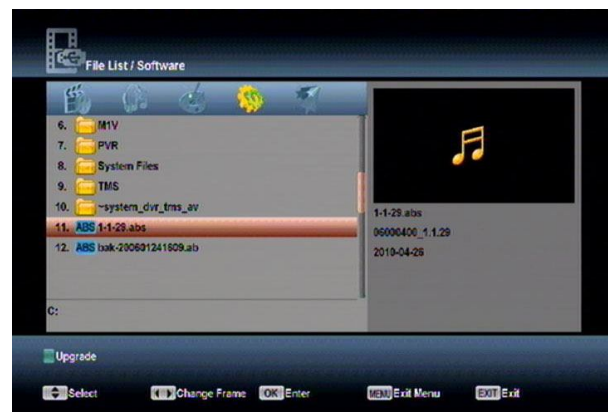 File List / Software
6. M1V
7. PVR
8. System Files
9. TMS
10. ~system_dvr_tms_av
11. ABS 1-1-29.abs
12. ABS bak-200691241609.ab
C:
1-1-29.abs
06000400_1.1.29
2010-04-26
Upgrade
Select
Change Frame
OK Enter
MENU Exit Menu
EXIT Exit